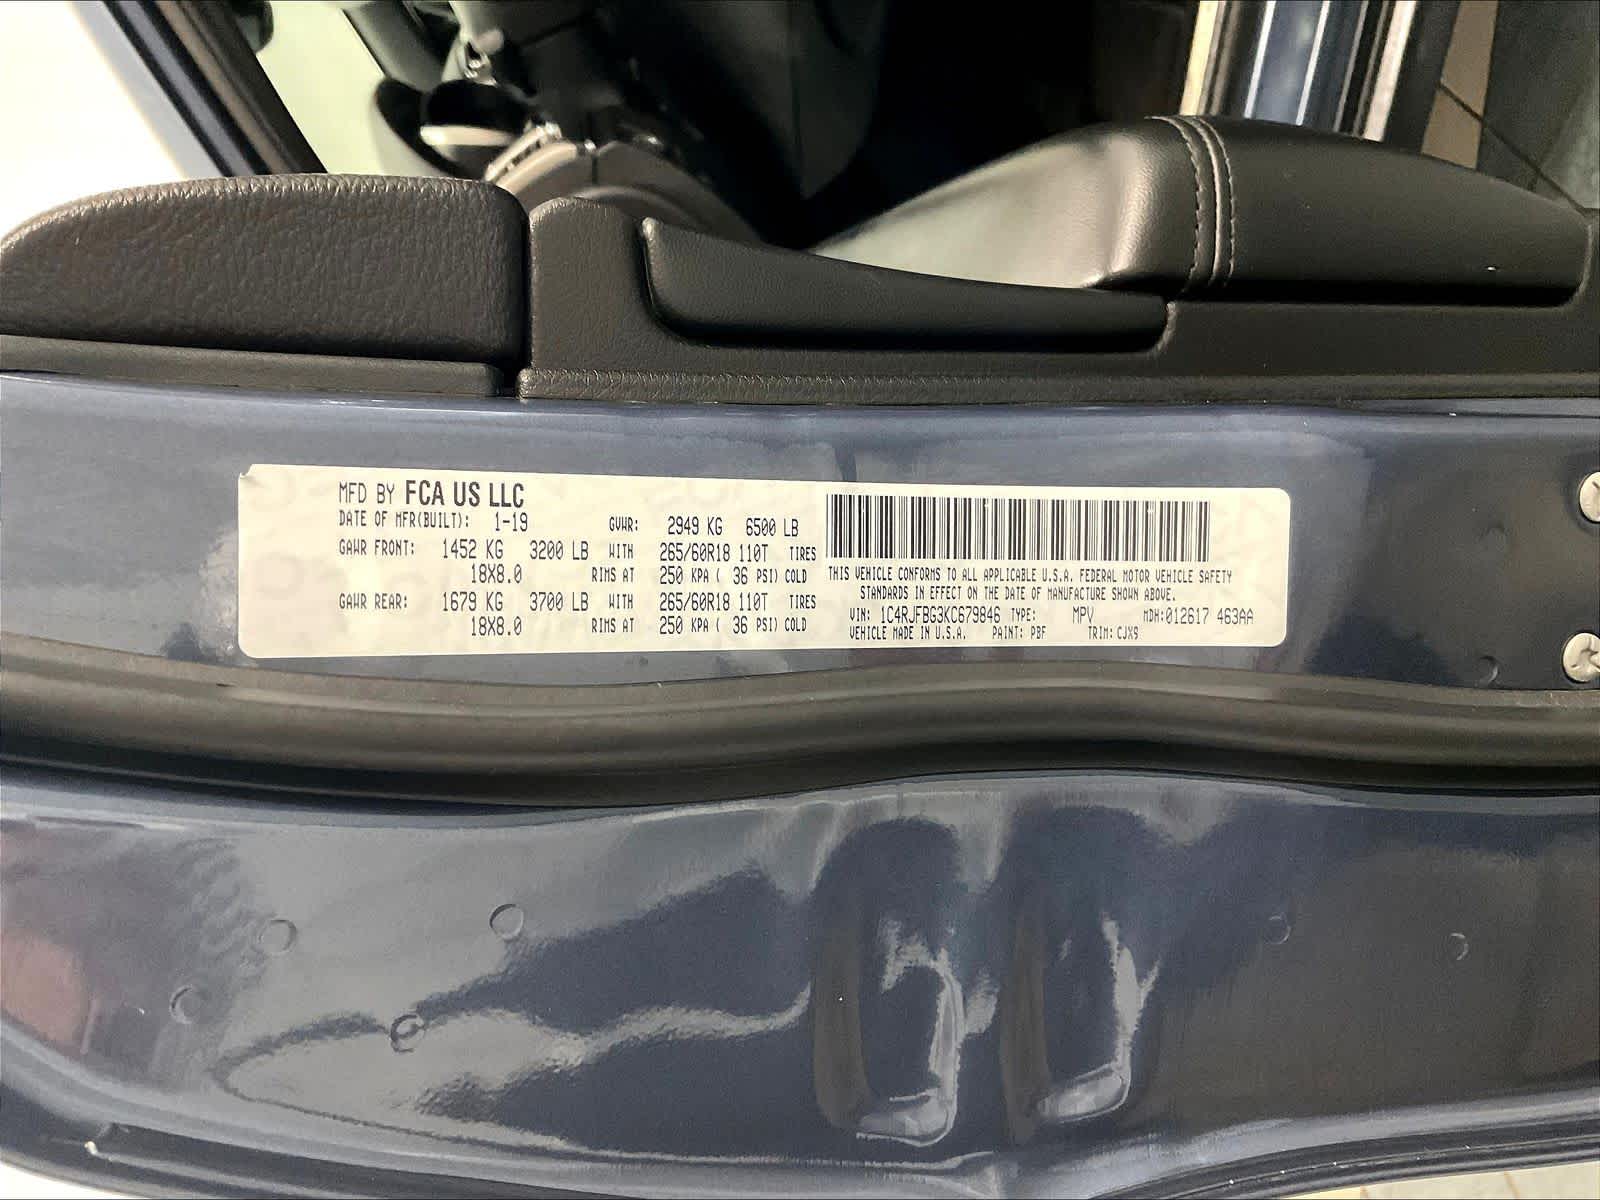 MFD BY FCA US LLC
DATE OF MFR(BUILT): 1-19 GVWR: 2949 KG 6500 LB
GAWR FRONT: 1452 KG 3200 LB WITH 265/60R18 110T TIRES
18X8.0 RIMS AT 250 KPA ( 36 PSI) COLD
GAWR REAR: 1679 KG 3700 LB WITH 265/60R18 110T TIRES
18X8.0 RIMS AT 250 KPA ( 36 PSI) COLD
THIS VEHICLE CONFORMS TO ALL APPLICABLE U.S.A. FEDERAL MOTOR VEHICLE SAFETY
STANDARDS IN EFFECT ON THE DATE OF MANUFACTURE SHOWN ABOVE.
VIN: 1C4RJFBG3KC679846 TYPE: MPV MDH:012617 463AA
VEHICLE MADE IN U.S.A. PAINT: PBF TRIM: CJX9